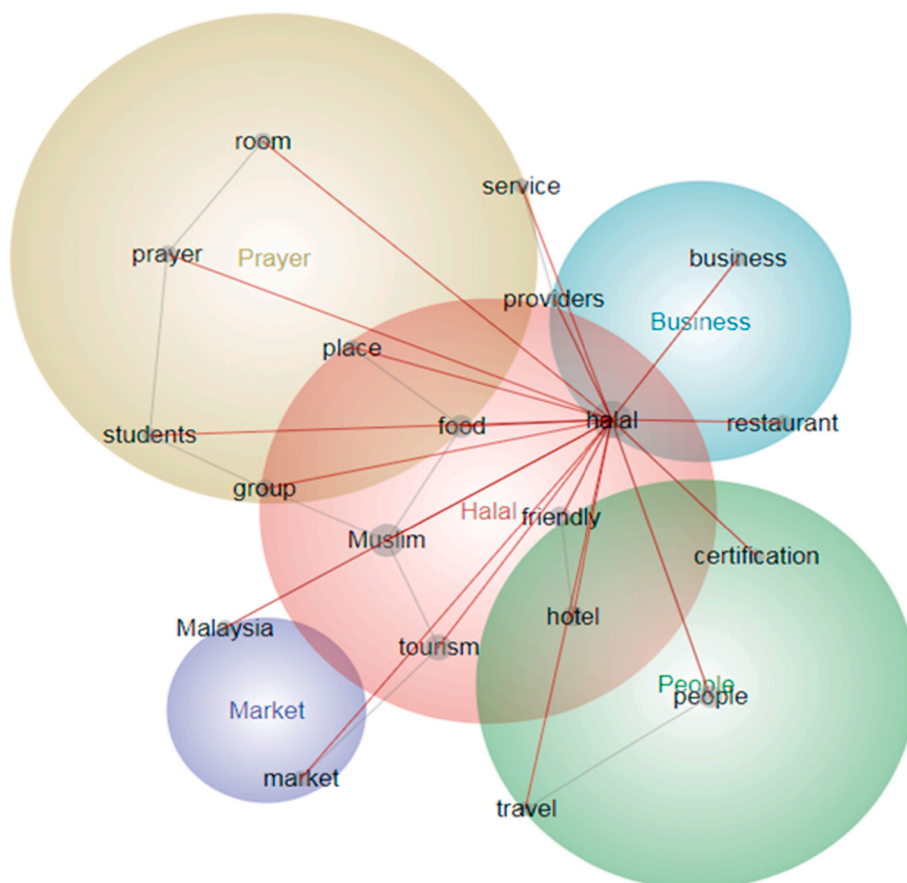 room
service
prayer
Prayer
business
providers
Business
place
students
food
halal
restaurant
group
Halal
friendly
Muslim
certification
Malaysia
hotel
tourism
People
people
Market
market
travel